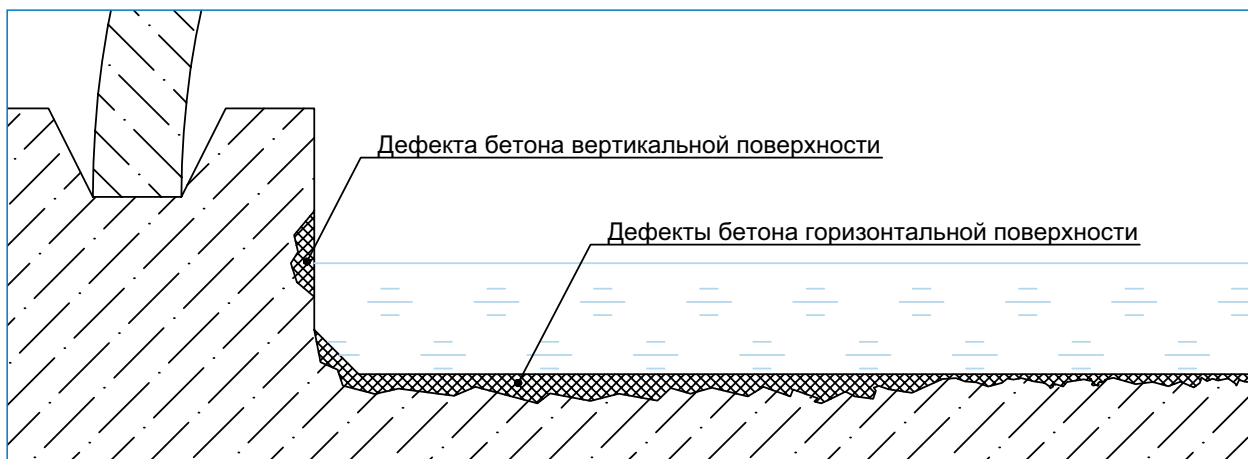 Дефекта бетона вертикальной поверхности
Дефекты бетона горизонтальной поверхности